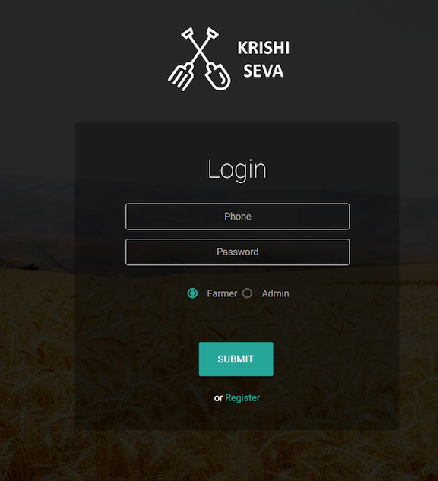 KRISHI
SEVA
Login
Phone
Password
Farmer Admin
SUBMIT
or Register